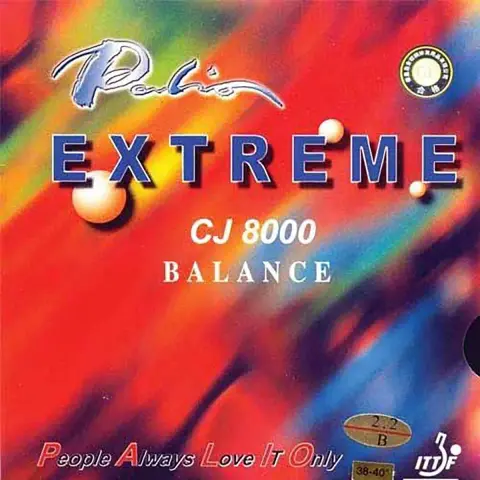 Palio
EXTREME
CJ 8000
BALANCE
2.2
B
People Always Love It Only
38-40°
ITTF